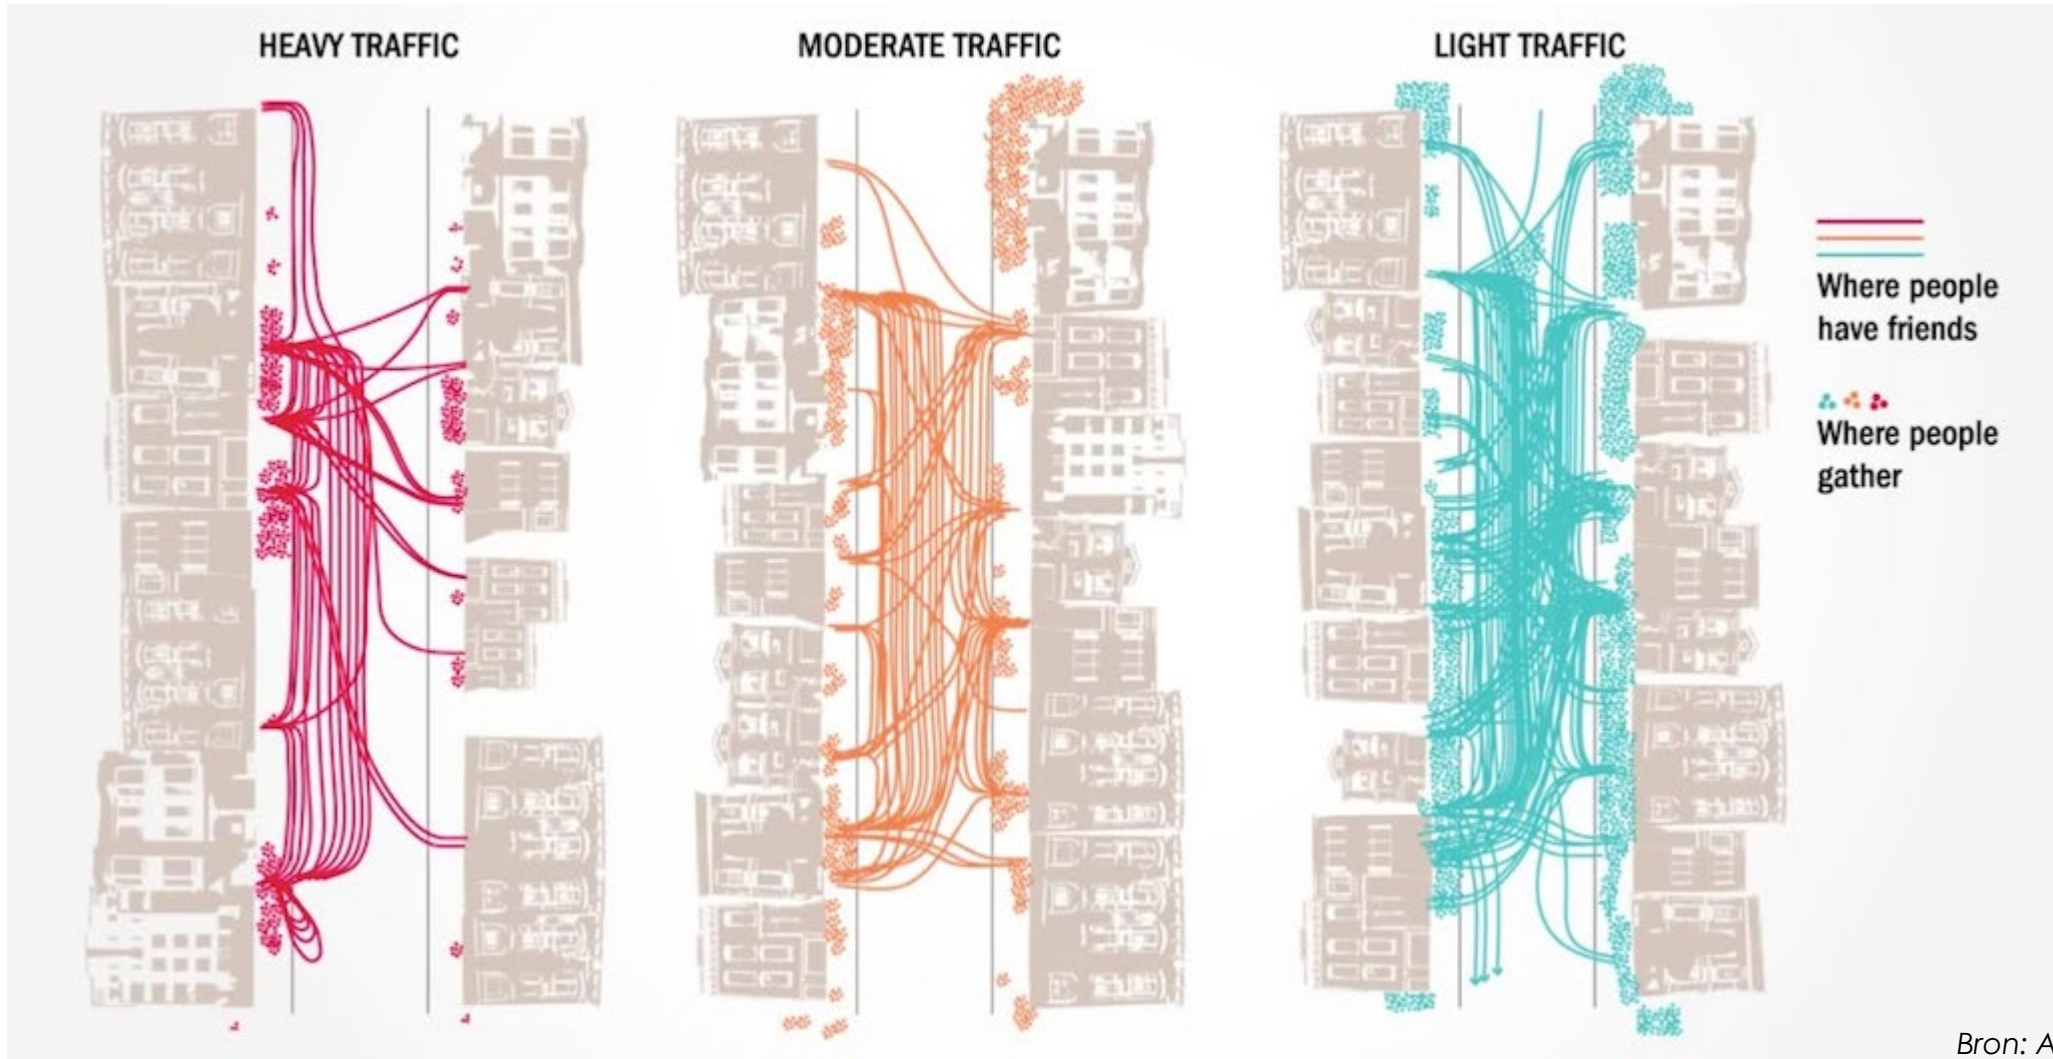 HEAVY TRAFFIC
MODERATE TRAFFIC
LIGHT TRAFFIC
Where people
have friends
Where people
gather
Bron: A